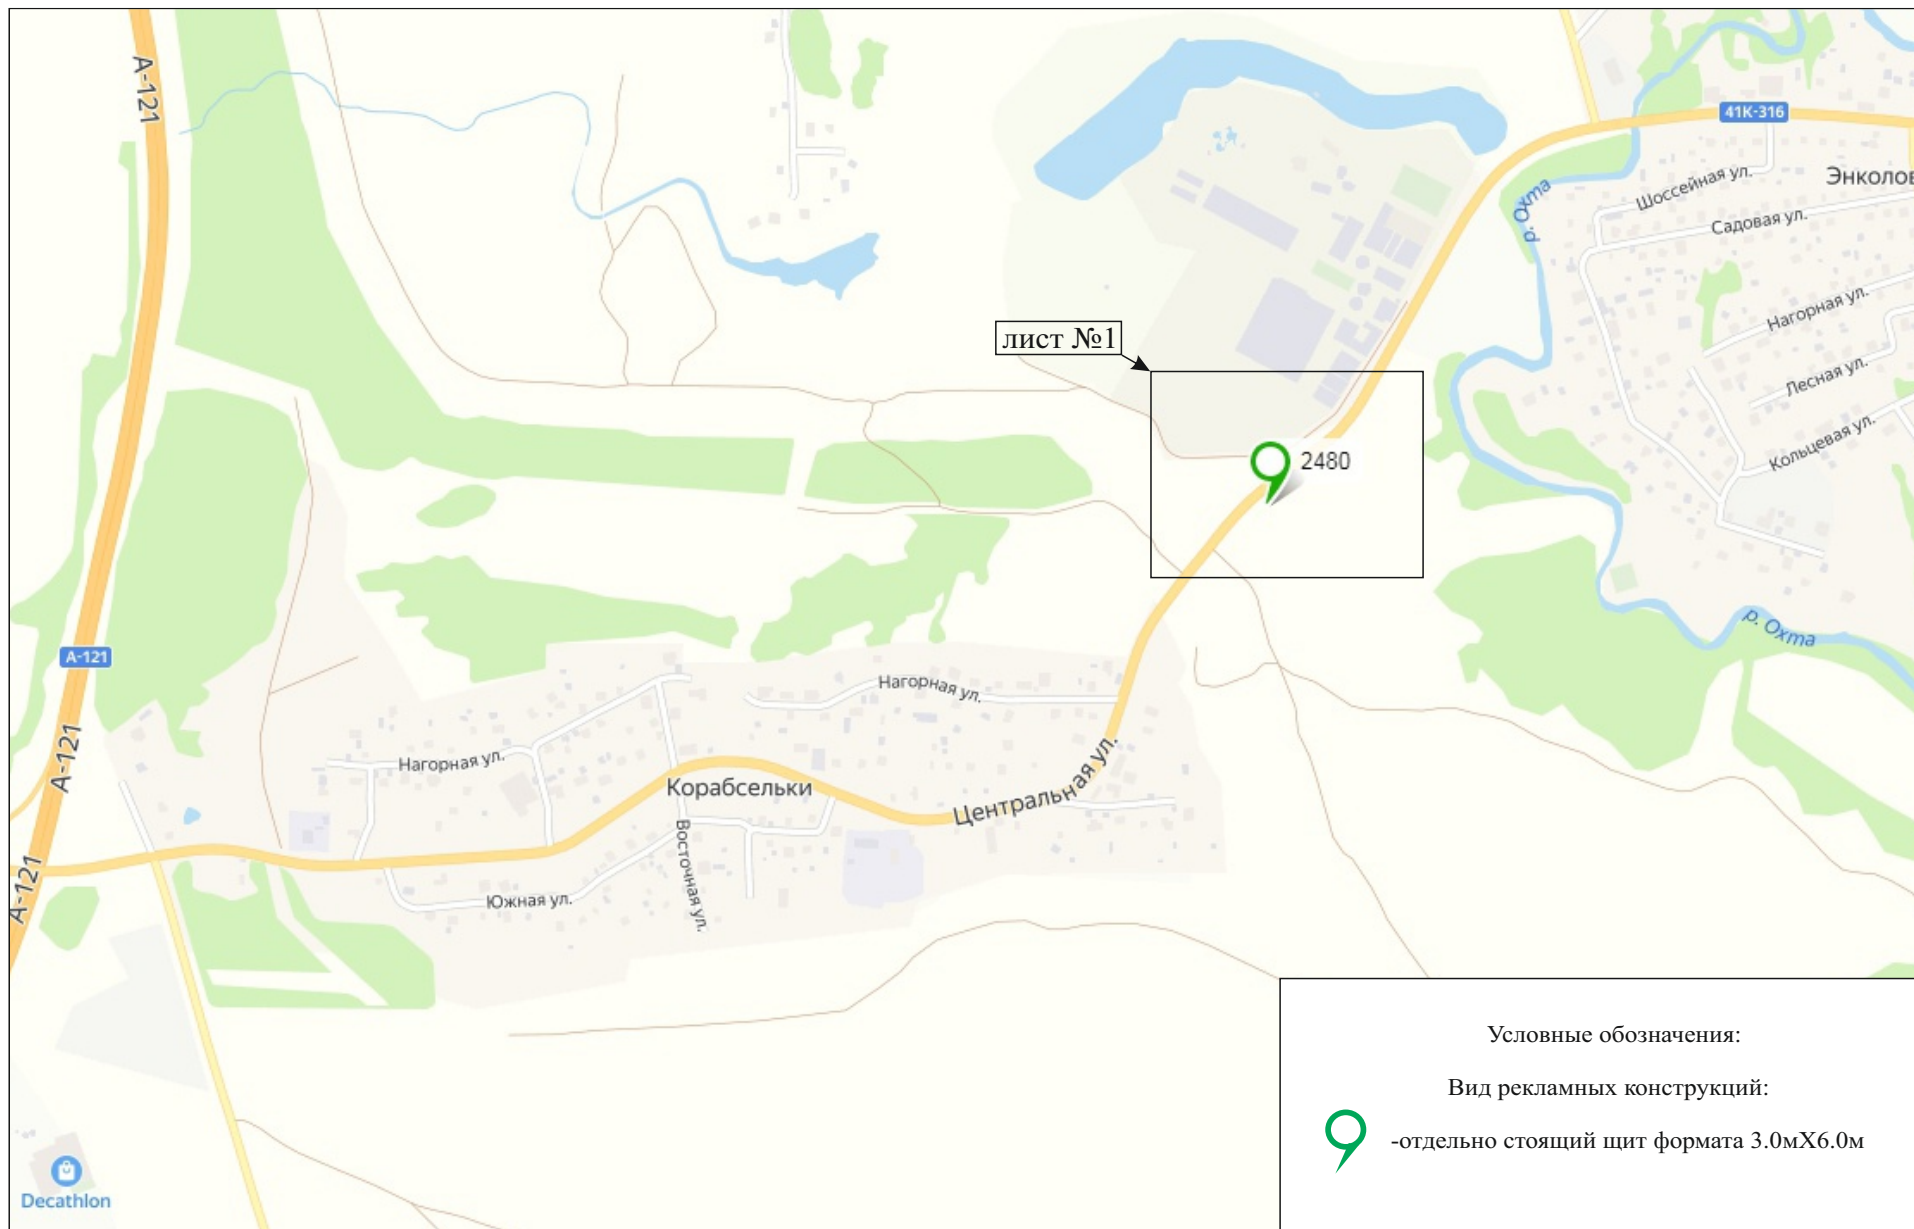 А-121
41К-316
р. Охта
Шоссейная ул.
Энколов
Садовая ул.
Нагорная ул.
лист №1
Лесная ул.
Кольцевая ул.
2480
р. Охта
А-121
Нагорная ул.
А-121
Нагорная ул.
Корабсельки
Центральная ул.
Восточная ул.
А-121
Южная ул.
Условные обозначения:
Вид рекламных конструкций:
-отдельно стоящий щит формата 3.0мX6.0м
Decathlon